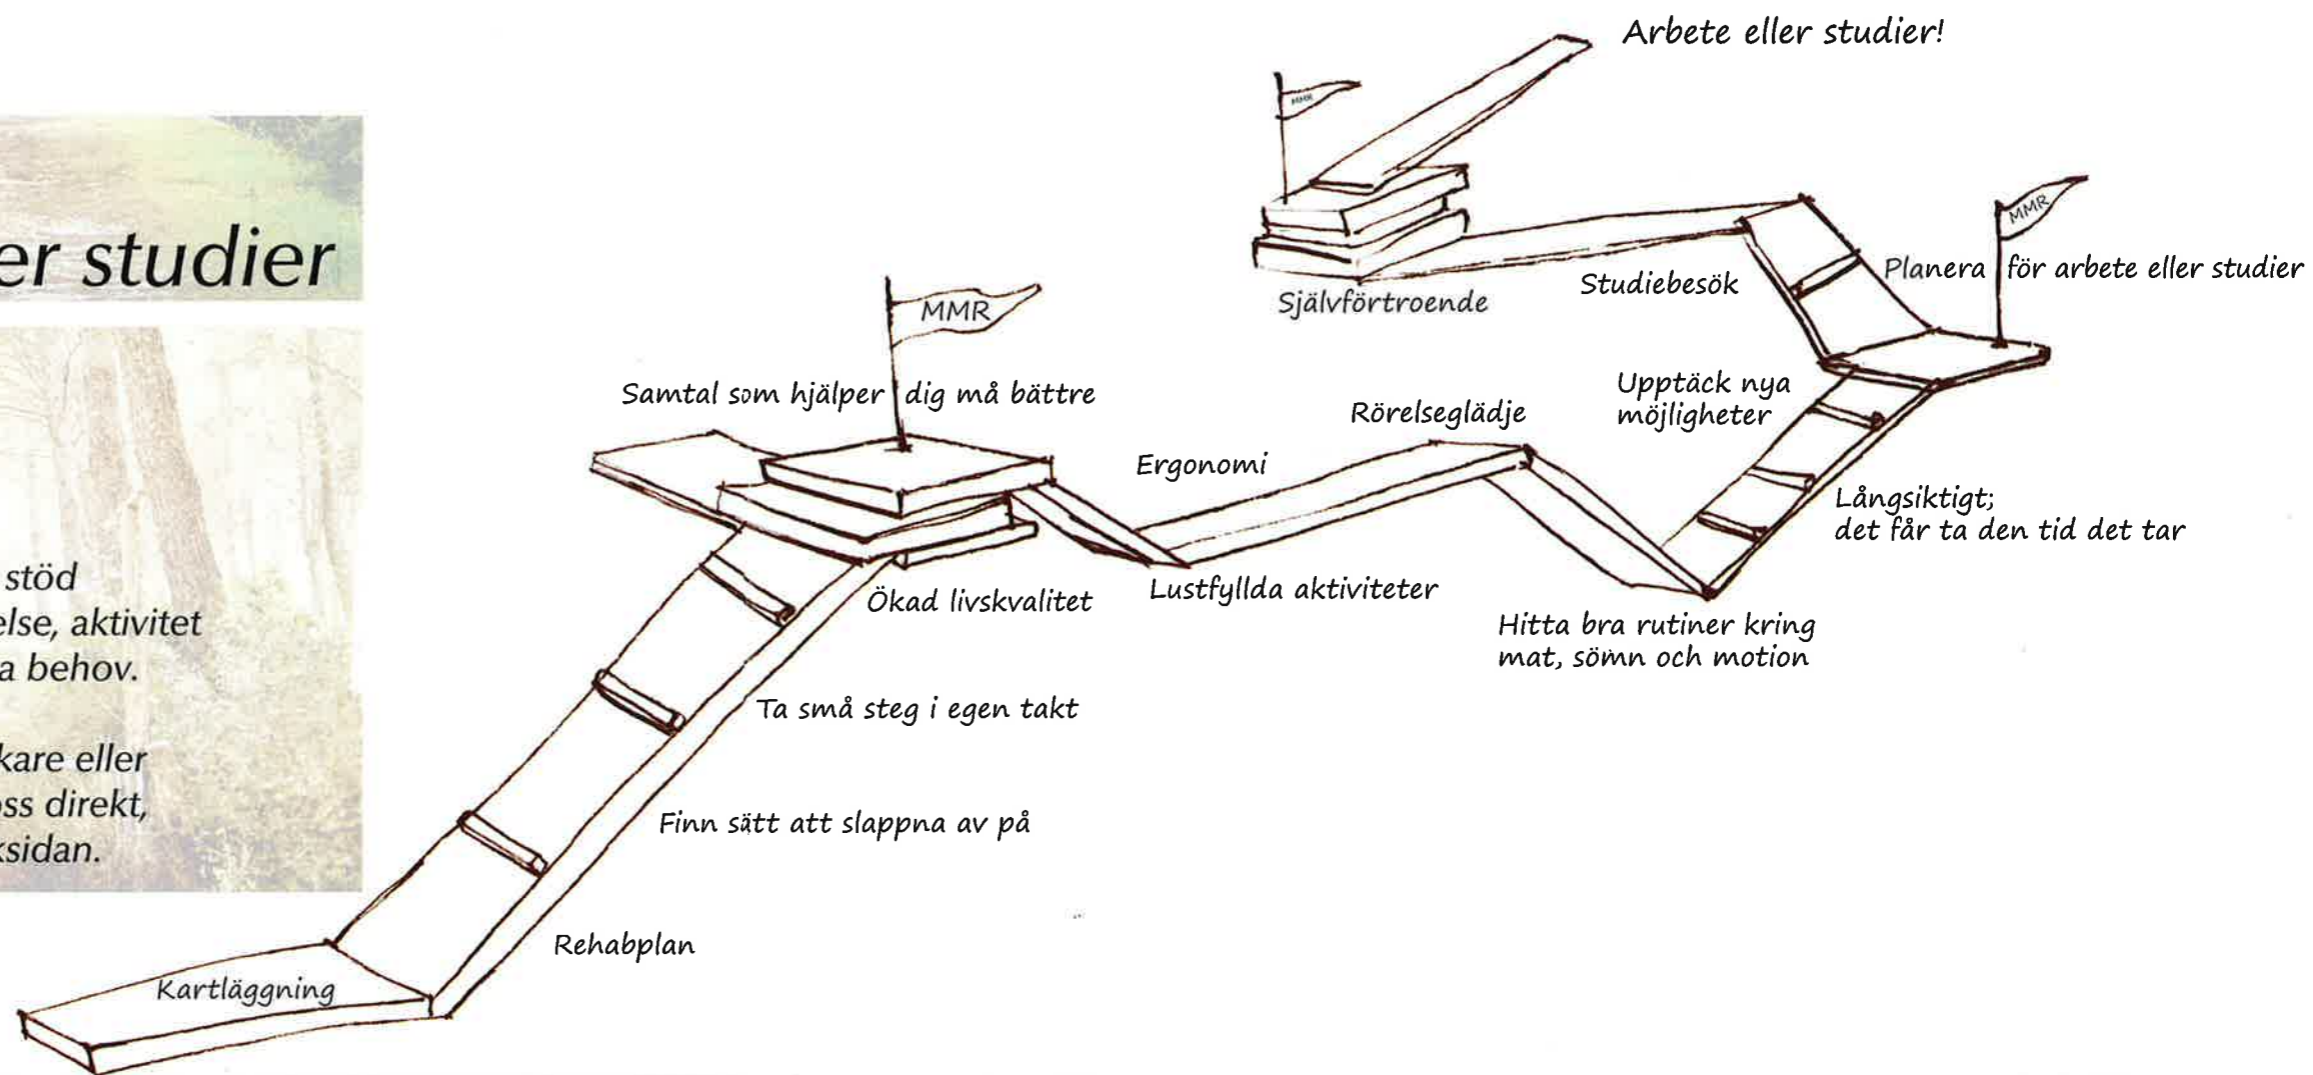 er studier
stöd
else, aktivitet
a behov.
kare eller
oss direkt,
ksidan.
Arbete eller studier!
MMR
MMR
Planera för arbete eller studier
Studiebesök
Självförtroende
MMR
Samtal som hjälper dig må bättre
Upptäck nya
möjligheter
Rörelseglädje
Ergonomi
Långsiktigt;
det får ta den tid det tar
Lustfyllda aktiviteter
Ökad livskvalitet
Hitta bra rutiner kring
mat, sömn och motion
Ta små steg i egen takt
Finn sätt att slappna av på
Rehabplan
Kartläggning